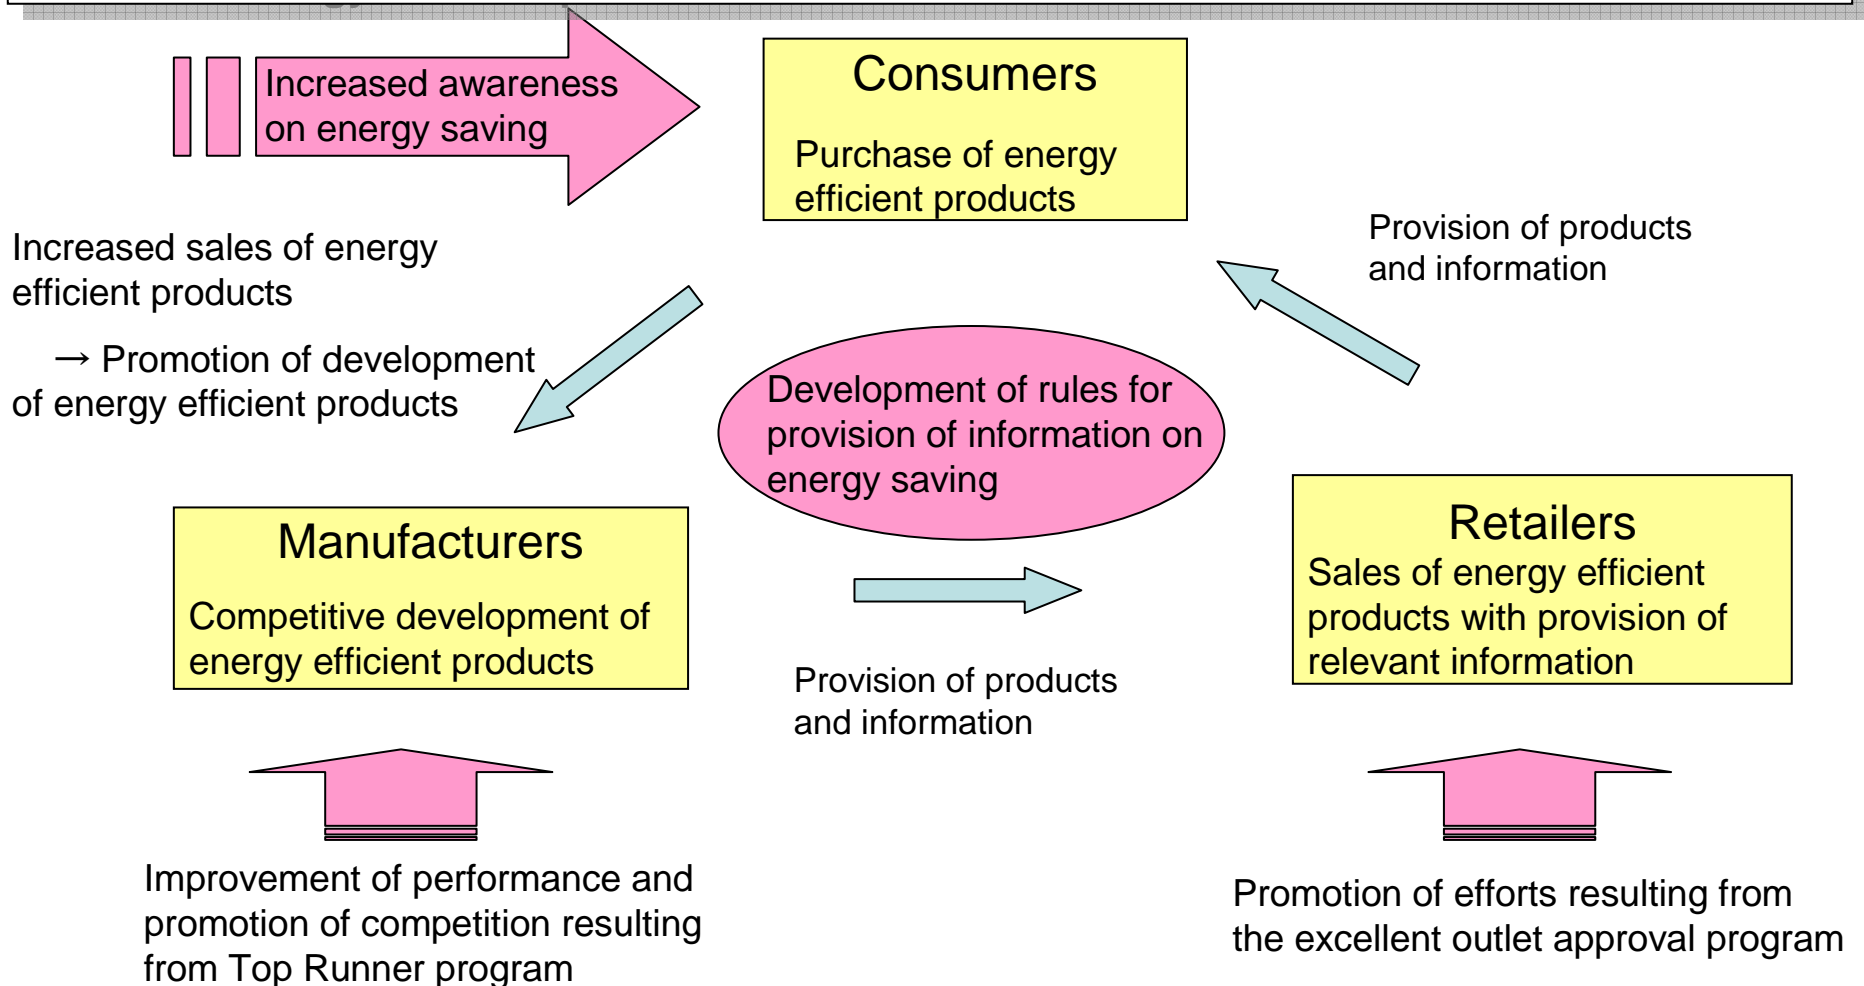 Increased awareness
on energy saving
Consumers
Purchase of energy
efficient products
Increased sales of energy
efficient products
→ Promotion of development
of energy efficient products
Provision of products
and information
Development of rules for
provision of information on
energy saving
Manufacturers
Competitive development of
energy efficient products
Retailers
Sales of energy efficient
products with provision of
relevant information
Provision of products
and information
Improvement of performance and
promotion of competition resulting
from Top Runner program
Promotion of efforts resulting from
the excellent outlet approval program